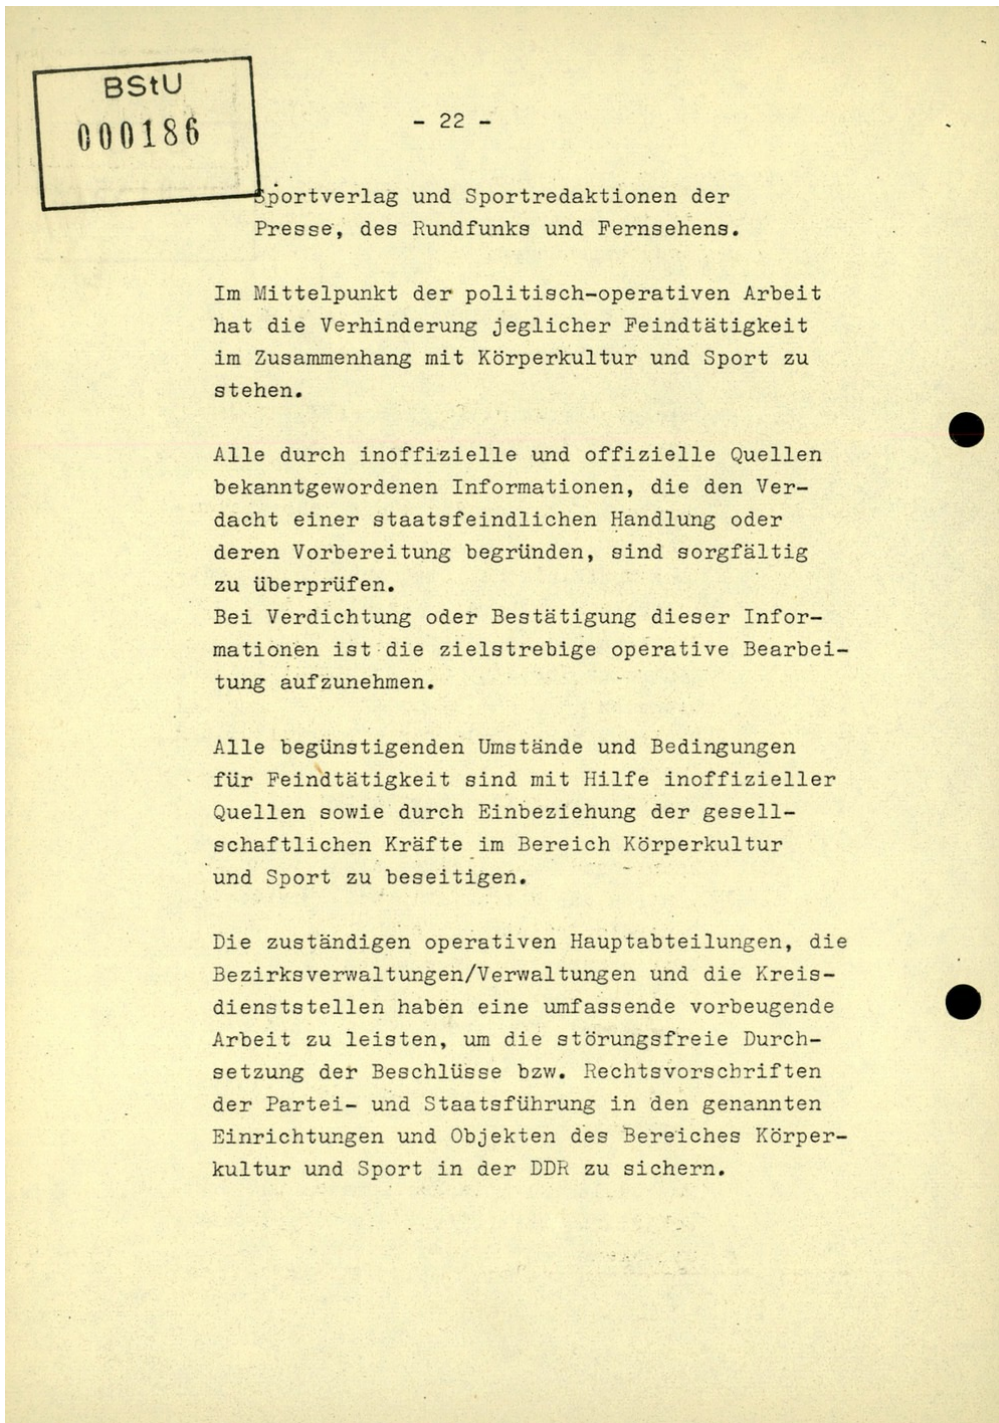 BStU
000186
- 22 -
Sportverlag und Sportredaktionen der
Presse, des Rundfunks und Fernsehens.
Im Mittelpunkt der politisch-operativen Arbeit
hat die Verhinderung jeglicher Feindtätigkeit
im Zusammenhang mit Körperkultur und Sport zu
stehen.
Alle durch inoffizielle und offizielle Quellen
bekanntgewordenen Informationen, die den Ver-
dacht einer staatsfeindlichen Handlung oder
deren Vorbereitung begründen, sind sorgfältig
zu überprüfen.
Bei Verdichtung oder Bestätigung dieser Infor-
mationen ist die zielstrebige operative Bearbei-
tung aufzunehmen.
Alle begünstigenden Umstände und Bedingungen
für Feindtätigkeit sind mit Hilfe inoffizieller
Quellen sowie durch Einbeziehung der gesell-
schaftlichen Kräfte im Bereich Körperkultur
und Sport zu beseitigen.
Die zuständigen operativen Hauptabteilungen, die
Bezirksverwaltungen/Verwaltungen und die Kreis-
dienststellen haben eine umfassende vorbeugende
Arbeit zu leisten, um die störungsfreie Durch-
setzung der Beschlüsse bzw. Rechtsvorschriften
der Partei- und Staatsführung in den genannten
Einrichtungen und Objekten des Bereiches Körper-
kultur und Sport in der DDR zu sichern.